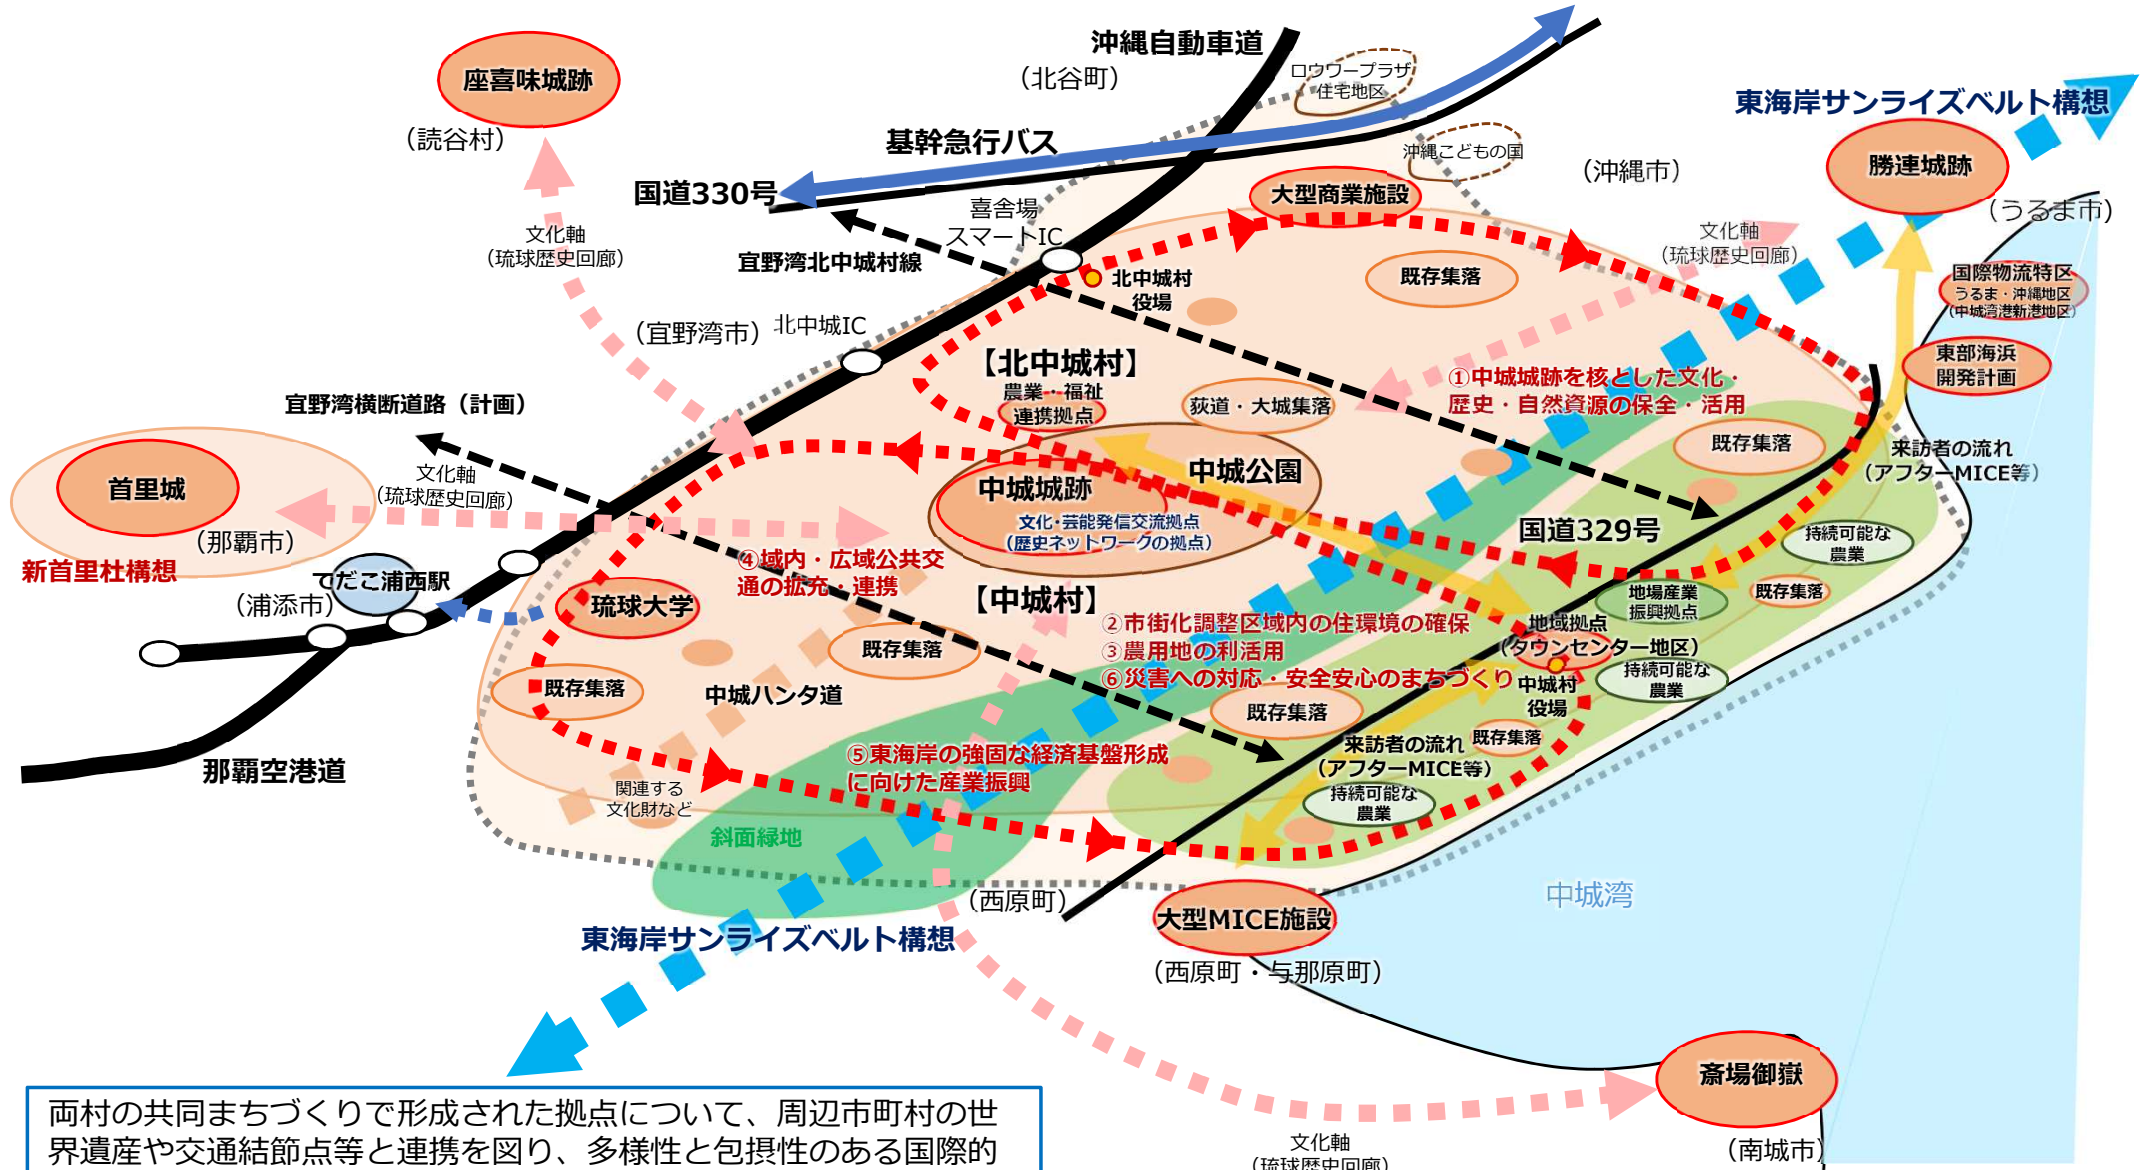 沖縄自動車道
（北谷町）
ロウワープラザ
住宅地区
座喜味城跡
（読谷村）
東海岸サンライズベルト構想
基幹急行バス
沖縄こどもの国
（沖縄市）
勝連城跡
（うるま市）
国道330号
大型商業施設
喜舎場
スマートIC
文化軸
（琉球歴史回廊）
文化軸
（琉球歴史回廊）
宜野湾北中城村線
北中城村
役場
既存集落
国際物流特区
うるま・沖縄地区
（中城湾港新港地区）
（宜野湾市）
北中城IC
【北中城村】
農業・福祉
連携拠点
荻道・大城集落
①中城城跡を核とした文化・
歴史・自然資源の保全・活用
東部海浜
開発計画
宜野湾横断道路（計画）
既存集落
来訪者の流れ
（アフターMICE等）
首里城
（那覇市）
新首里杜構想
文化軸
（琉球歴史回廊）
中城公園
中城城跡
文化・芸能発信交流拠点
（歴史ネットワークの拠点）
国道329号
持続可能な
農業
④域内・広域公共交
通の拡充・連携
てだこ浦西駅
（浦添市）
琉球大学
【中城村】
地場産業
振興拠点
既存集落
②市街化調整区域内の住環境の確保
③農用地の利活用
⑥災害への対応・安全安心のまちづくり
地域拠点
（タウンセンター地区）
既存集落
既存集落
中城ハンタ道
中城村
役場
持続可能な
農業
既存集落
既存集落
来訪者の流れ
（アフターMICE等）
⑤東海岸の強固な経済基盤形成
に向けた産業振興
那覇空港道
関連する
文化財など
持続可能な
農業
斜面緑地
（西原町）
大型MICE施設
（西原町・与那原町）
中城湾
東海岸サンライズベルト構想
斎場御嶽
（南城市）
文化軸
（琉球歴史回廊）
両村の共同まちづくりで形成された拠点について、周辺市町村の世
界遺産や交通結節点等と連携を図り、多様性と包摂性のある国際的